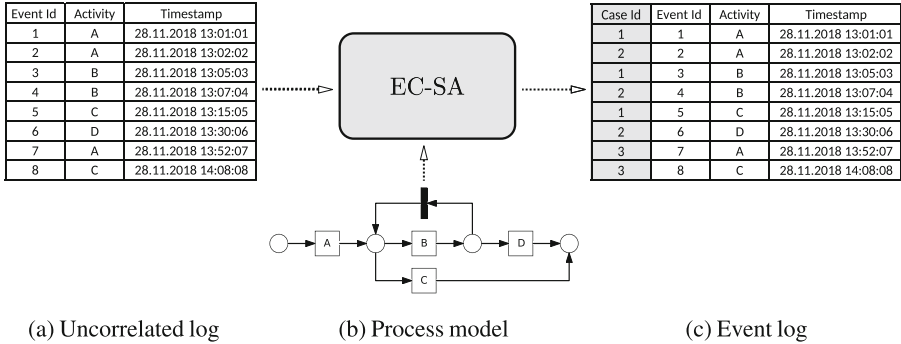 Event Id Activity Timestamp
1 A 28.11.2018 13:01:01
2 A 28.11.2018 13:02:02
3 B 28.11.2018 13:05:03
4 B 28.11.2018 13:07:04
5 C 28.11.2018 13:15:05
6 D 28.11.2018 13:30:06
7 A 28.11.2018 13:52:07
8 C 28.11.2018 14:08:08
EC-SA
A B D
C
Case Id Event Id Activity Timestamp
1 1 A 28.11.2018 13:01:01
2 2 A 28.11.2018 13:02:02
1 3 B 28.11.2018 13:05:03
2 4 B 28.11.2018 13:07:04
1 5 C 28.11.2018 13:15:05
2 6 D 28.11.2018 13:30:06
3 7 A 28.11.2018 13:52:07
3 8 C 28.11.2018 14:08:08
(a) Uncorrelated log
(b) Process model
(c) Event log